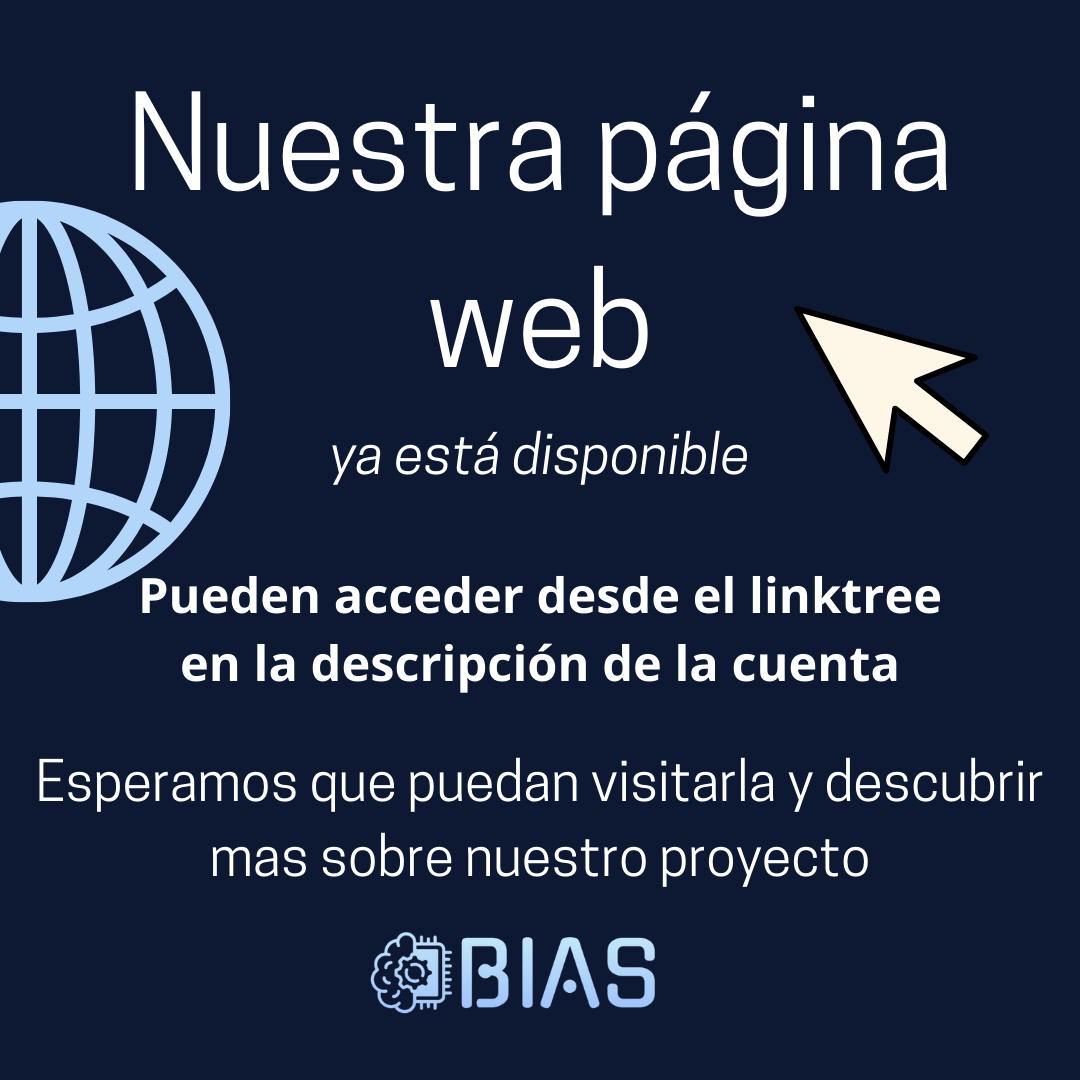 Nuestra página
web
ya está disponible
Pueden acceder desde el linktree
en la descripción de la cuenta
Esperamos que puedan visitarla y descubrir
mas sobre nuestro proyecto
BIAS